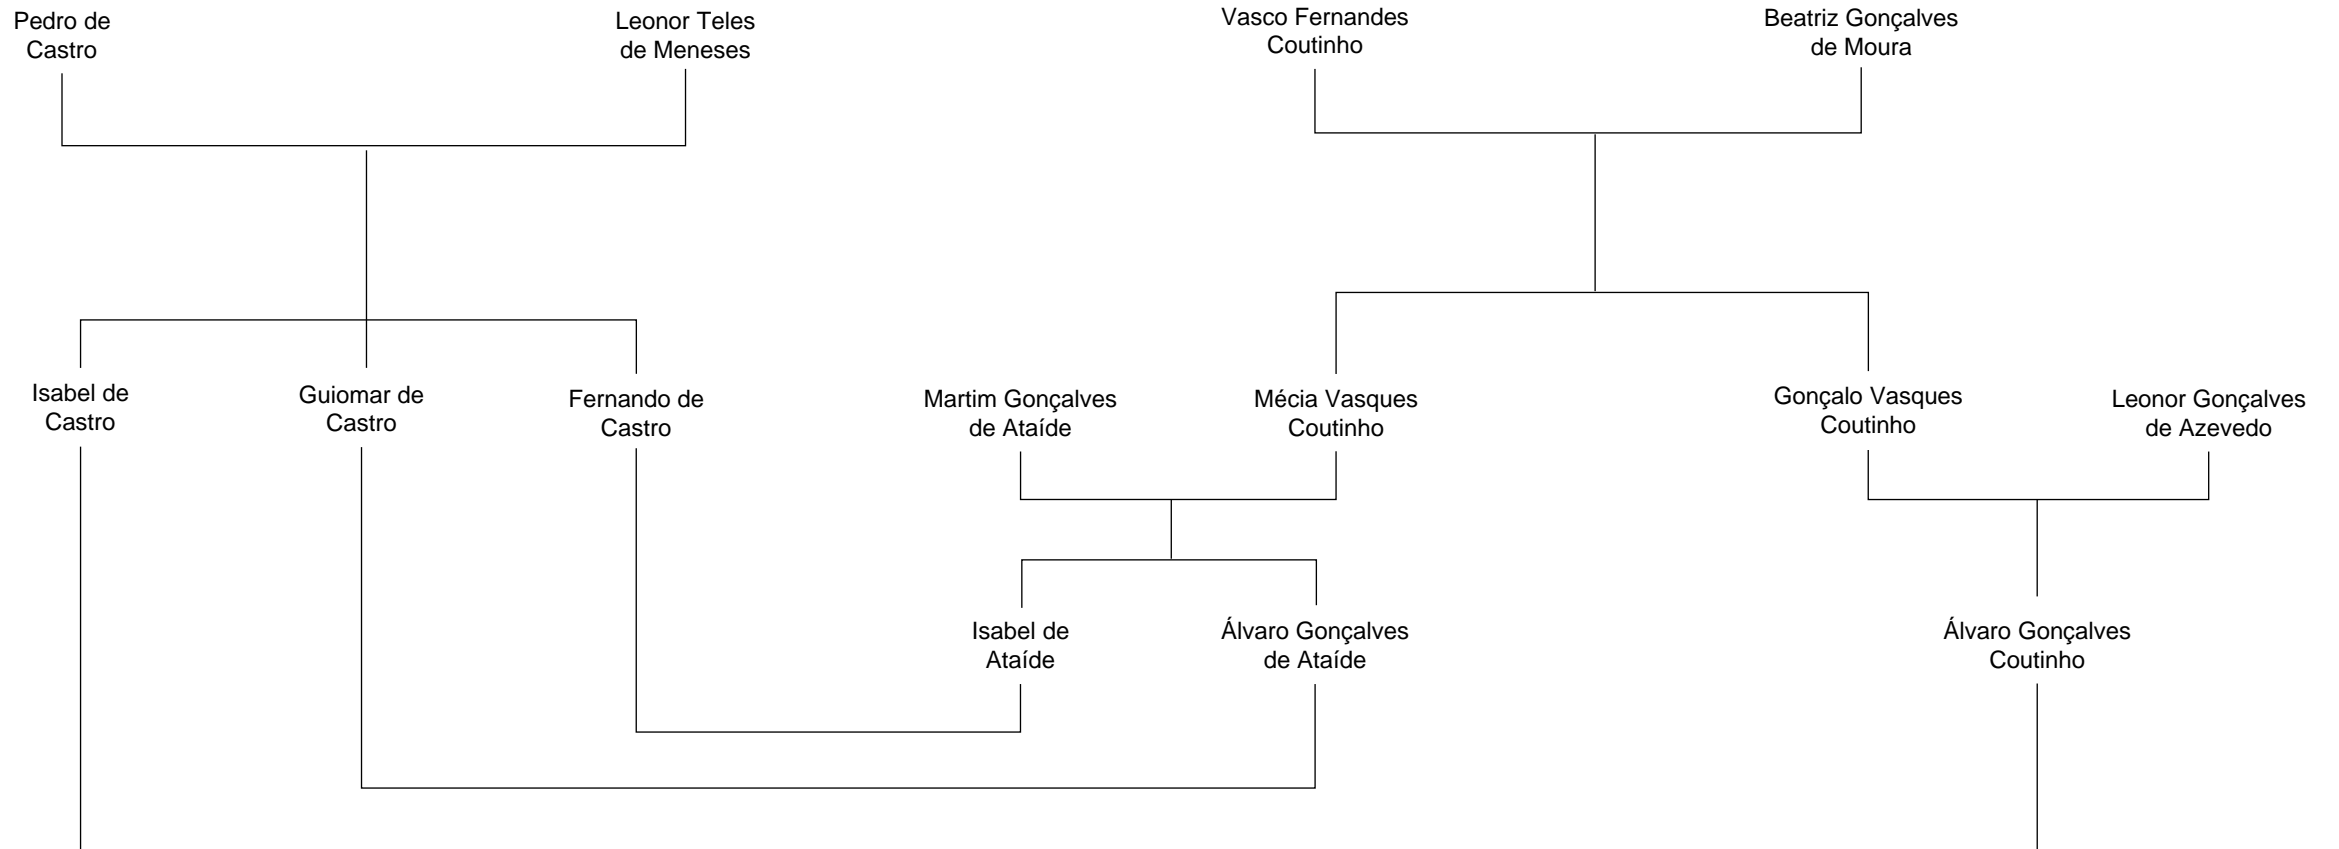 Pedro de
Castro
Leonor Teles
de Meneses
Vasco Fernandes
Coutinho
Beatriz Gonçalves
de Moura
Isabel de
Castro
Guiomar de
Castro
Fernando de
Castro
Martim Gonçalves
de Ataíde
Mécia Vasques
Coutinho
Gonçalo Vasques
Coutinho
Leonor Gonçalves
de Azevedo
Isabel de
Ataíde
Álvaro Gonçalves
de Ataíde
Álvaro Gonçalves
Coutinho